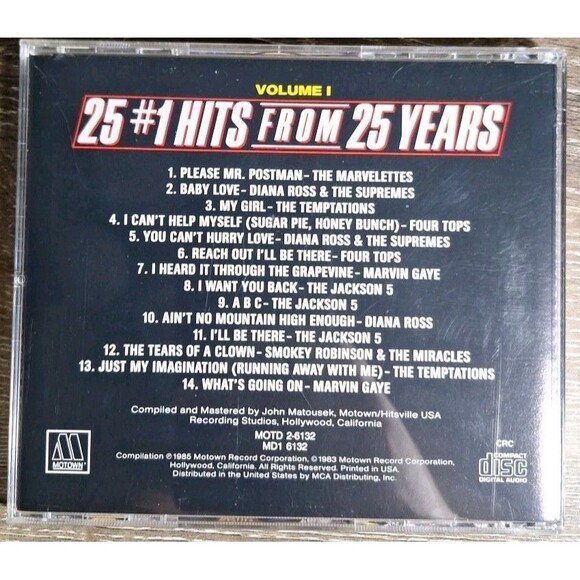 VOLUME I
25 #1 HITS FROM 25 YEARS
1. PLEASE MR. POSTMAN – THE MARVELETTES
2. BABY LOVE – DIANA ROSS & THE SUPREMES
3. MY GIRL – THE TEMPTATIONS
4. I CAN'T HELP MYSELF (SUGAR PIE, HONEY BUNCH) – FOUR TOPS
5. YOU CAN'T HURRY LOVE – DIANA ROSS & THE SUPREMES
6. REACH OUT I'LL BE THERE – FOUR TOPS
7. I HEARD IT THROUGH THE GRAPEVINE – MARVIN GAYE
8. I WANT YOU BACK – THE JACKSON 5
9. A B C – THE JACKSON 5
10. AIN'T NO MOUNTAIN HIGH ENOUGH – DIANA ROSS
11. I'LL BE THERE – THE JACKSON 5
12. THE TEARS OF A CLOWN – SMOKEY ROBINSON & THE MIRACLES
13. JUST MY IMAGINATION (RUNNING AWAY WITH ME) – THE TEMPTATIONS
14. WHAT'S GOING ON – MARVIN GAYE
Compiled and Mastered by John Matousek, Motown/Hitsville USA
Recording Studios, Hollywood, California
MOTD 2-6132
MD1 6132
Compilation ℗1985 Motown Record Corporation, ©1983 Motown Record Corporation,
Hollywood, California. All Rights Reserved. Printed in USA.
Distributed in the United States by MCA Distributing, Inc.
M
MOTOWN
CRC
COMPACT
disc
DIGITAL AUDIO